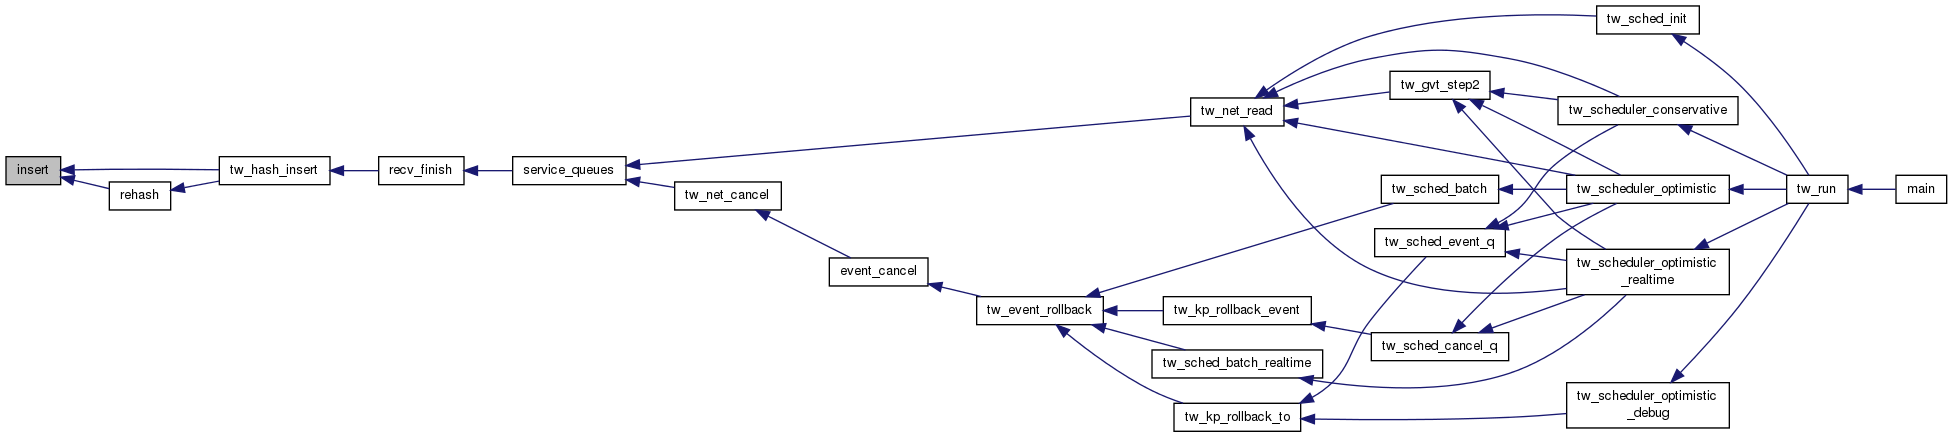 insert
rehash
tw_hash_insert
recv_finish
service_queues
tw_net_read
tw_net_cancel
event_cancel
tw_event_rollback
tw_kp_rollback_event
tw_sched_batch_realtime
tw_kp_rollback_to
tw_gvt_step2
tw_sched_batch
tw_sched_event_q
tw_sched_cancel_q
tw_sched_init
tw_scheduler_conservative
tw_scheduler_optimistic
tw_scheduler_optimistic
_realtime
tw_scheduler_optimistic
_debug
tw_run
main